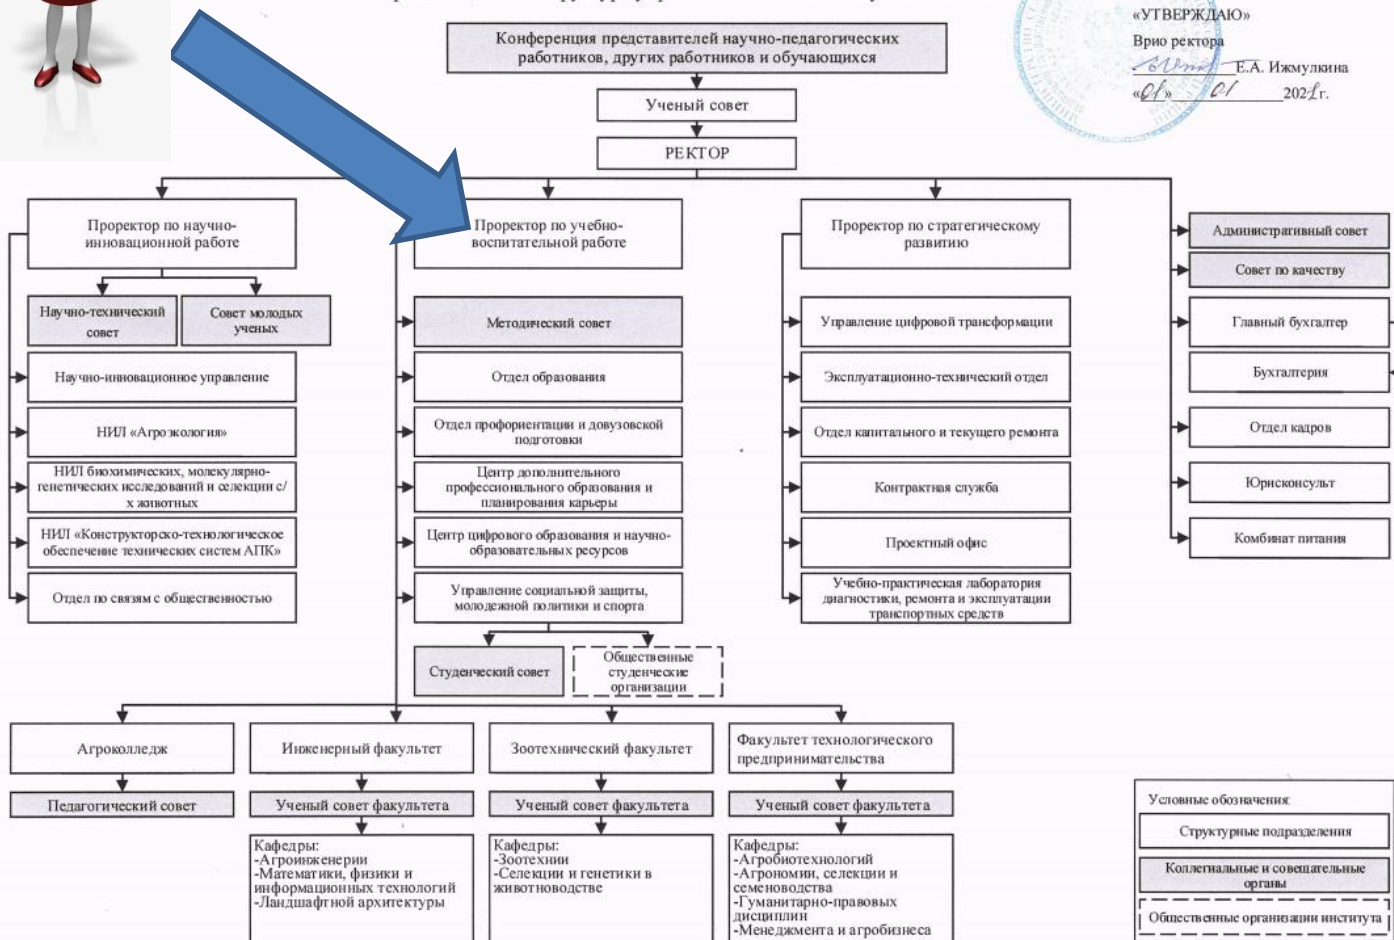 «УТВЕРЖДАЮ»
Врио ректора
Е.А. Ижмулкина
«01» 01 2021г.
Конференция представителей научно-педагогических
работников, других работников и обучающихся
Ученый совет
РЕКТОР
Проректор по научно-
инновационной работе
Научно-технический
совет
Совет молодых
ученых
Научно-инновационное управление
НИЛ «Агроэкология»
НИЛ биохимических, молекулярно-
генетических исследований и селекции с/
х животных
НИЛ «Конструкторско-технологическое
обеспечение технических систем АПК»
Отдел по связям с общественностью
Проректор по учебно-
воспитательной работе
Методический совет
Отдел образования
Отдел профориентации и довузовской
подготовки
Центр дополнительного
профессионального образования и
планирования карьеры
Центр цифрового образования и научно-
образовательных ресурсов
Управление социальной защиты,
молодежной политики и спорта
Студенческий совет
Общественные
студенческие
организации
Проректор по стратегическому
развитию
Управление цифровой трансформации
Эксплуатационно-технический отдел
Отдел капитального и текущего ремонта
Контрактная служба
Проектный офис
Учебно-практическая лаборатория
диагностики, ремонта и эксплуатации
транспортных средств
Административный совет
Совет по качеству
Главный бухгалтер
Бухгалтерия
Отдел кадров
Юрисконсульт
Комбинат питания
Агроколледж
Педагогический совет
Инженерный факультет
Ученый совет факультета
Кафедры:
-Агроинженерии
-Математики, физики и
информационных технологий
-Ландшафтной архитектуры
Зоотехнический факультет
Ученый совет факультета
Кафедры:
-Зоотехнии
-Селекции и генетики в
животноводстве
Факультет технологического
предпринимательства
Ученый совет факультета
Кафедры:
-Агробиотехнологий
-Агрономии, селекции и
семеноводства
-Гуманитарно-правовых
дисциплин
-Менеджмента и агробизнеса
Условные обозначения:
Структурные подразделения
Коллегиальные и совещательные
органы
Общественные организации института